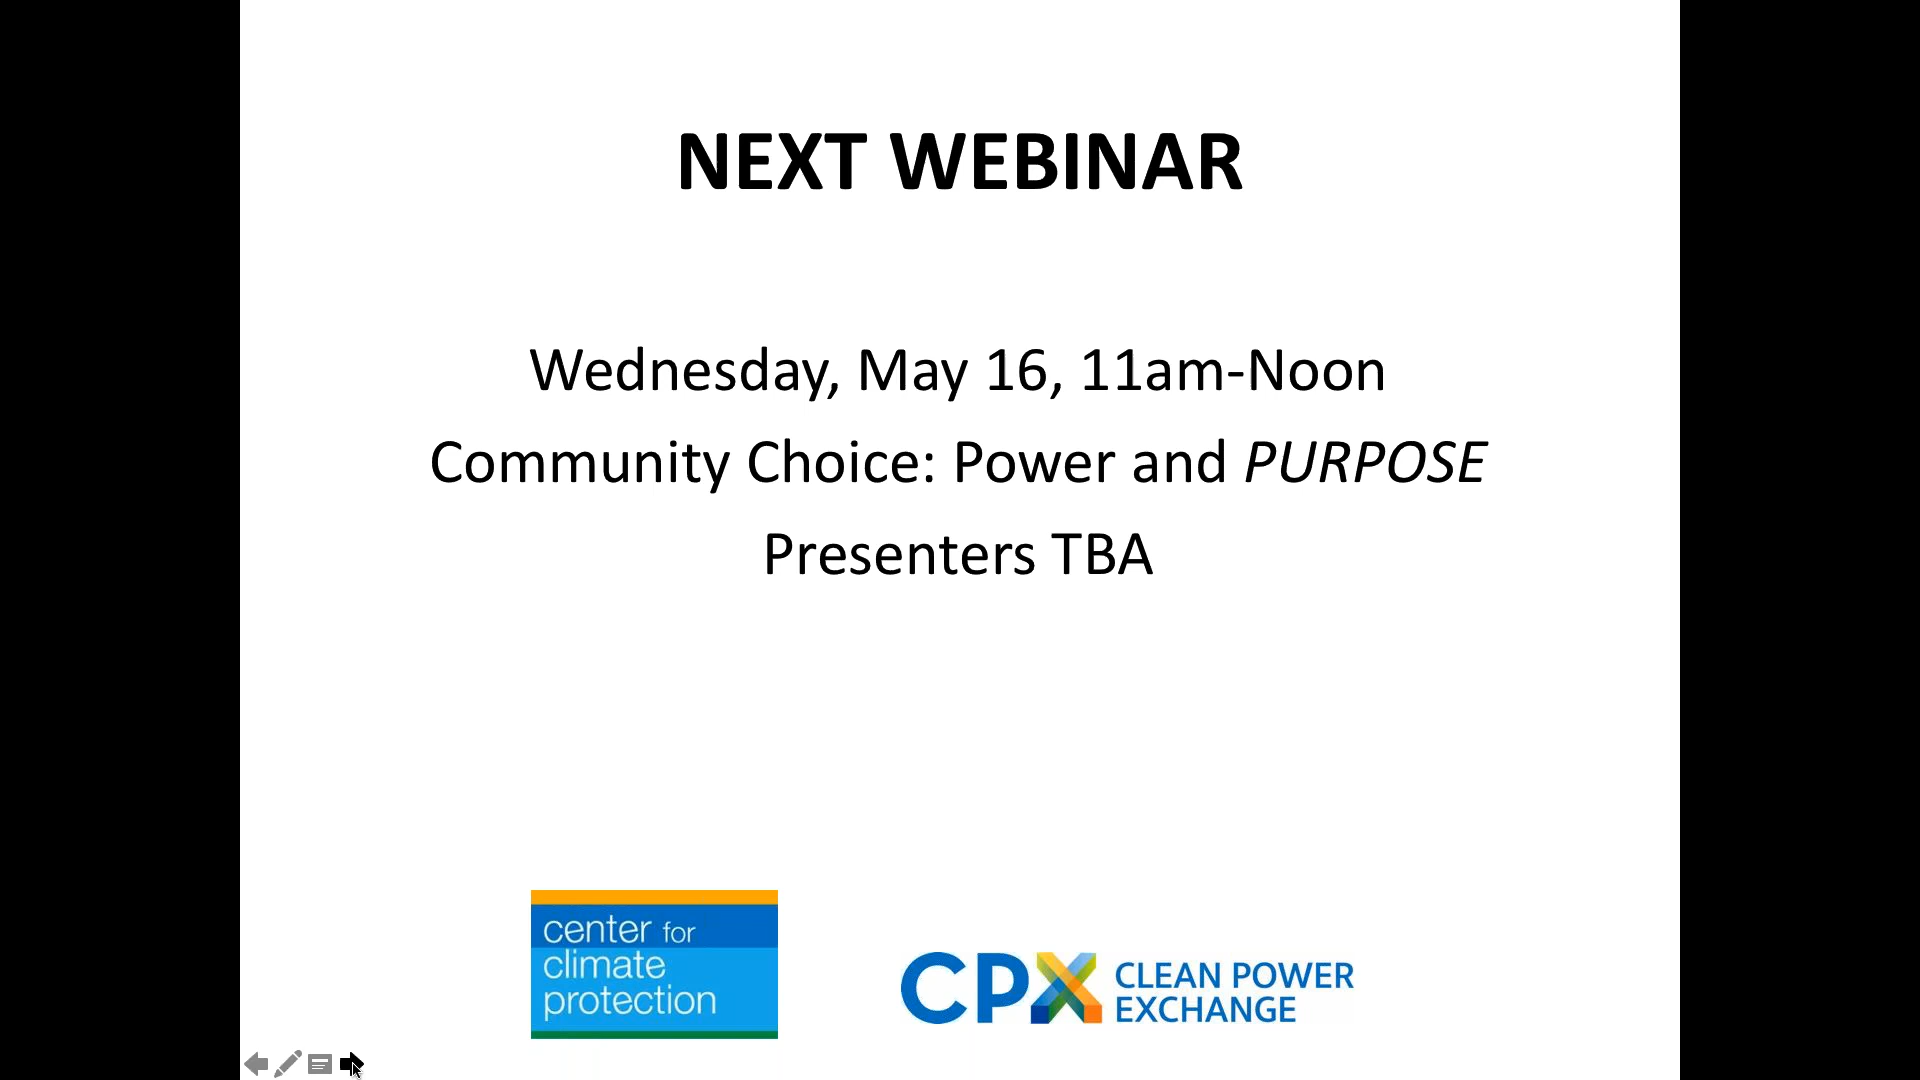 NEXT WEBINAR
Wednesday, May 16, 11am-Noon
Community Choice: Power and PURPOSE
Presenters TBA
center for
climate
protection
CPX CLEAN POWER
EXCHANGE